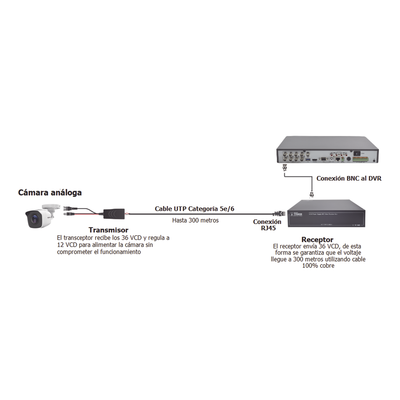 Conexión BNC al DVR
Cámara análoga
Cable UTP Categoría 5e/6
Hasta 300 metros
Conexión
RJ45
Transmisor
El transceptor recibe los 36 VCD y regula a
12 VCD para alimentar la cámara sin
comprometer el funcionamiento
Receptor
El receptor envía 36 VCD, de esta
forma se garantiza que el voltaje
llegue a 300 metros utilizando cable
100% cobre